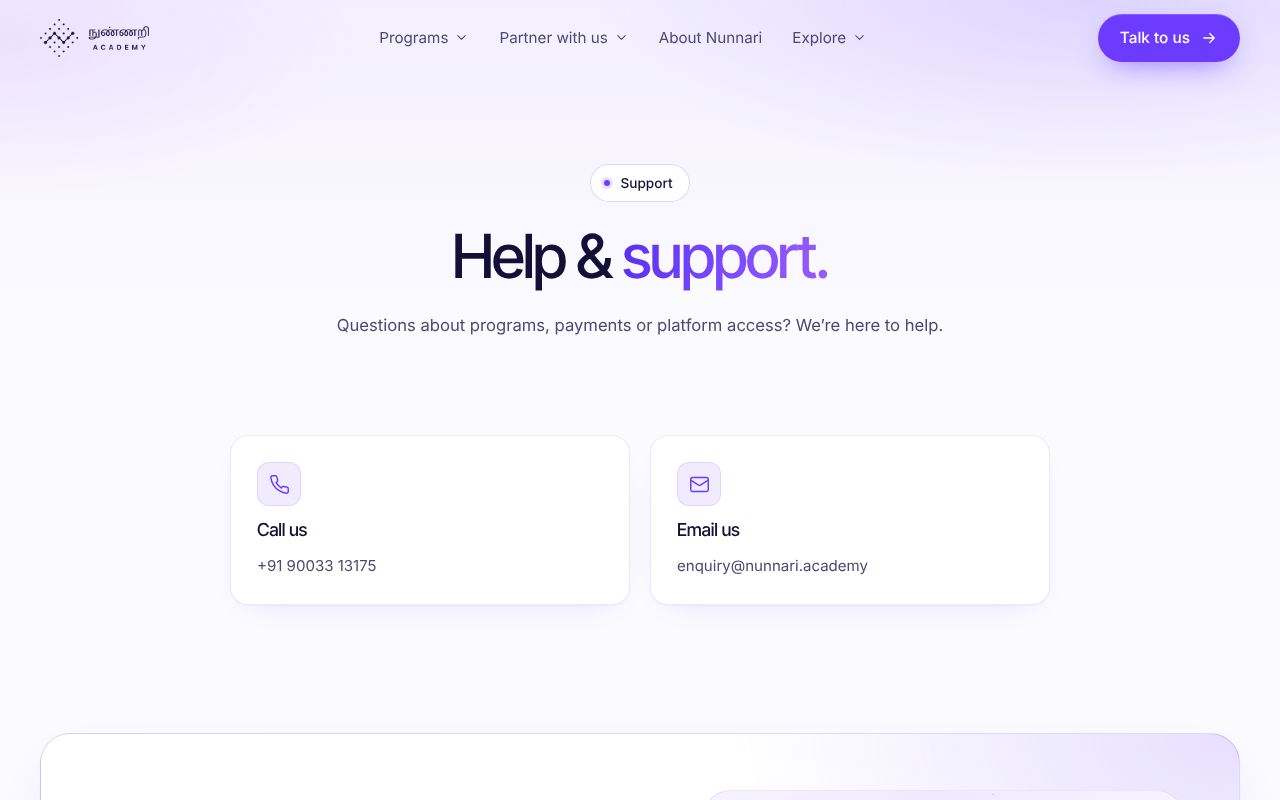 நுண்ணறி
ACADEMY
Programs
Partner with us
About Nunnari
Explore
Talk to us
Support
Help & support.
Questions about programs, payments or platform access? We’re here to help.
Call us
+91 90033 13175
Email us
enquiry@nunnari.academy